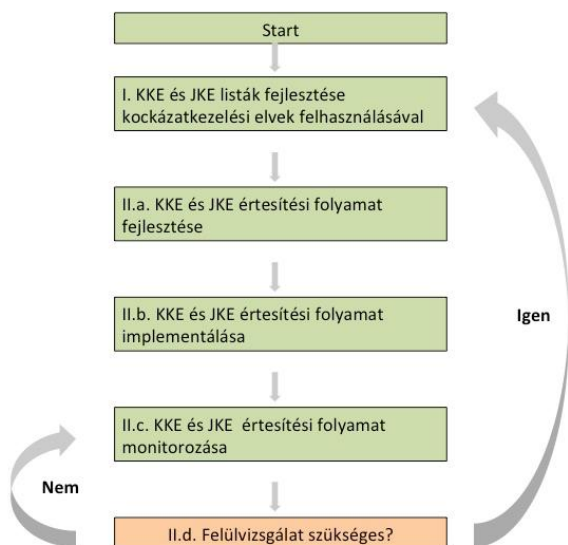 Start
I. KKE és JKE listák fejlesztése
kockázatkezelési elvek felhasználásával
II.a. KKE és JKE értesítési folyamat
fejlesztése
II.b. KKE és JKE értesítési folyamat
implementálása
Igen
II.c. KKE és JKE értesítési folyamat
monitorozása
Nem
II.d. Felülvizsgálat szükséges?